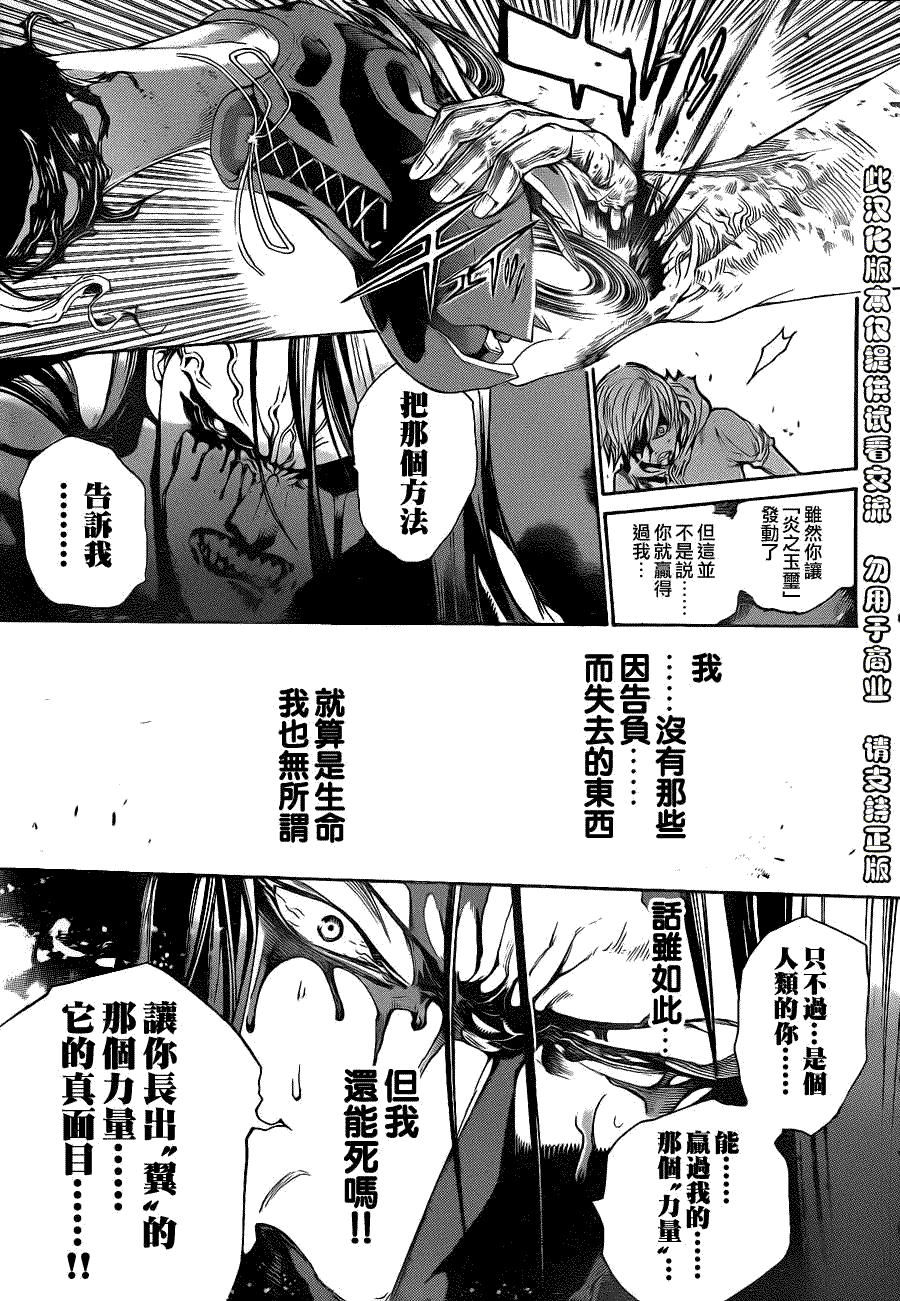 雖然你讓
「炎之玉璽」
發動了
但這並
不是說……
你就贏得
過我…
把那個方法
告訴我
………
我
……沒有那些
因告負……
而失去的東西
就算是生命
我也無所謂
只不過…是個
人類的你……
話雖如此…
能……
贏過我的……
那個〝力量〞…
但我
還能死嗎!!
讓你長出〝翼〞的
那個力量……
它的真面目……!!
此汉化版本仅提供试看交流 勿用于商业 请支持正版